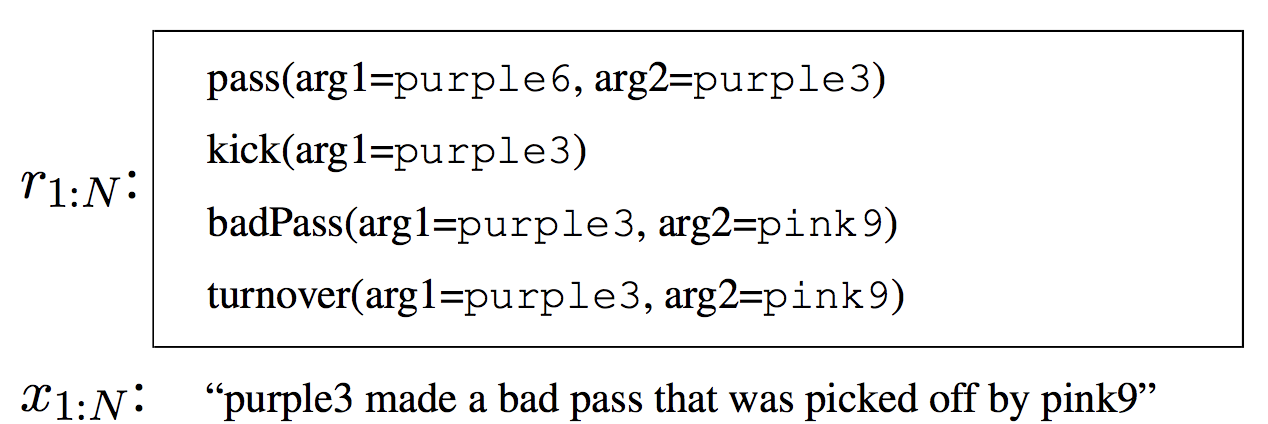 pass(arg1=purple6, arg2=purple3)
kick(arg1=purple3)
r1:N:
badPass(arg1=purple3, arg2=pink9)
turnover(arg1=purple3, arg2=pink9)
x1:N: “purple3 made a bad pass that was picked off by pink9”